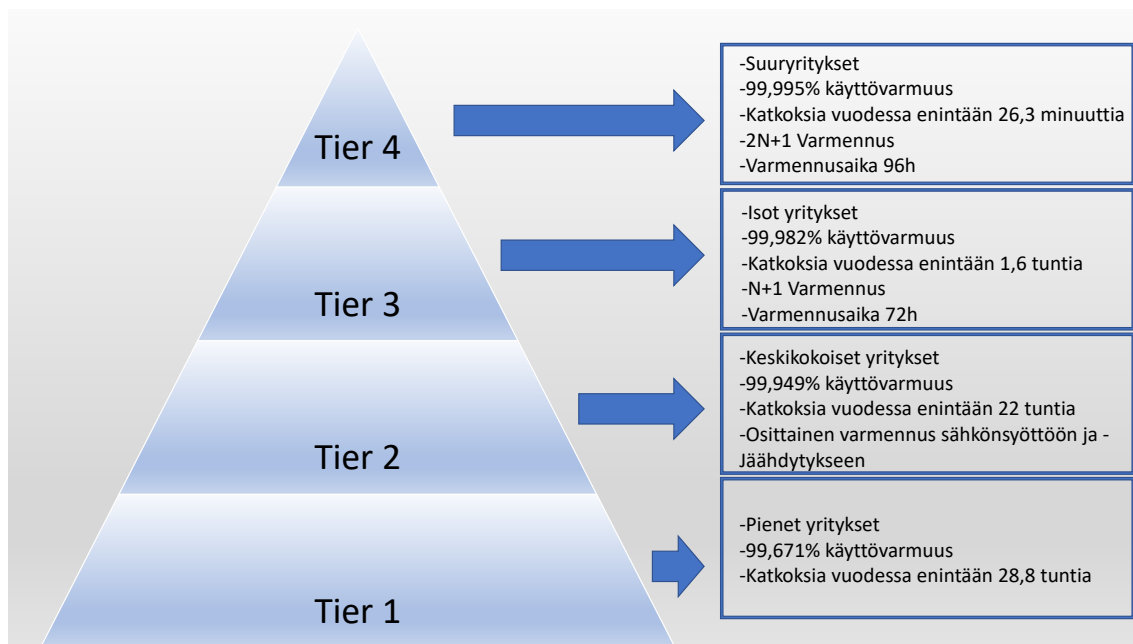 Tier 4
-Suuryritykset
-99,995% käyttövarmuus
-Katkoksia vuodessa enintään 26,3 minuuttia
-2N+1 Varmennus
-Varmennusaika 96h
Tier 3
-Isot yritykset
-99,982% käyttövarmuus
-Katkoksia vuodessa enintään 1,6 tuntia
-N+1 Varmennus
-Varmennusaika 72h
Tier 2
-Keskikokoiset yritykset
-99,949% käyttövarmuus
-Katkoksia vuodessa enintään 22 tuntia
-Osittainen varmennus sähkönsyöttöön ja -
Jäähdytykseen
Tier 1
-Pienet yritykset
-99,671% käyttövarmuus
-Katkoksia vuodessa enintään 28,8 tuntia